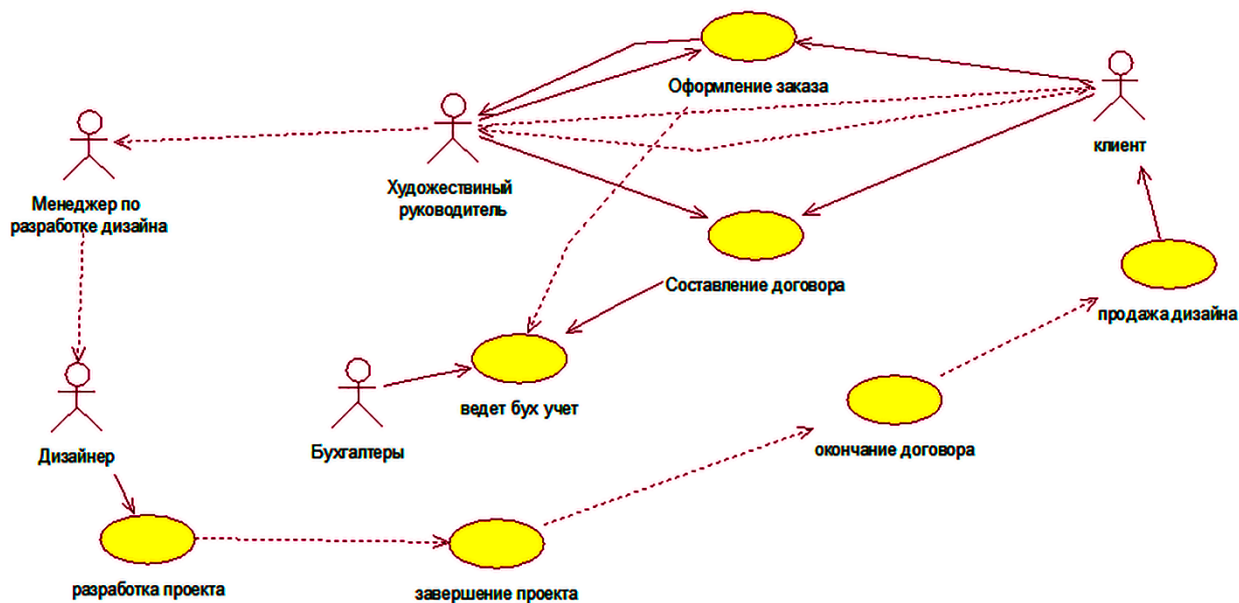 Оформление заказа
клиент
Художествиный
руководитель
Менеджер по
разработке дизайна
Составление договора
продажа дизайна
ведет бух учет
окончание договора
Дизайнер
Бухгалтеры
разработка проекта
завершение проекта